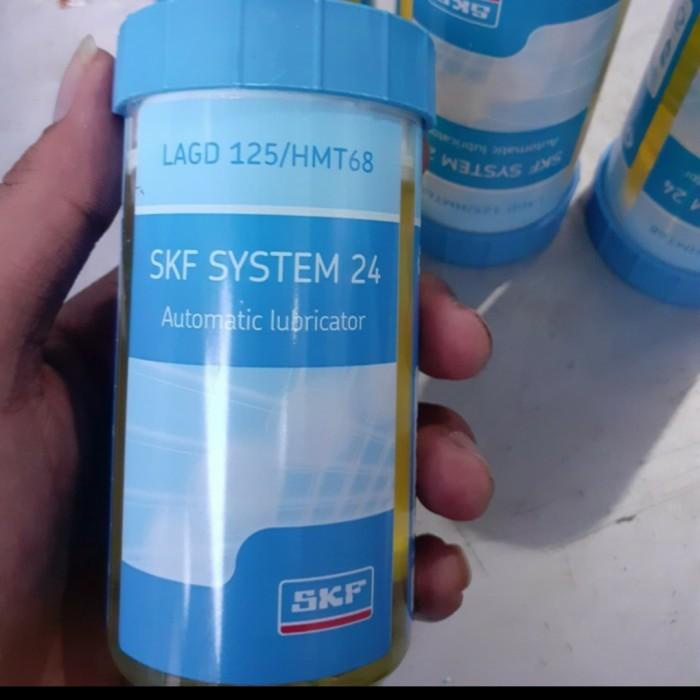 LAGD 125/HMT68
SKF SYSTEM 24
Automatic lubricator
SKF
SKF
Automatic lubricator
SKF SYSTEM
24